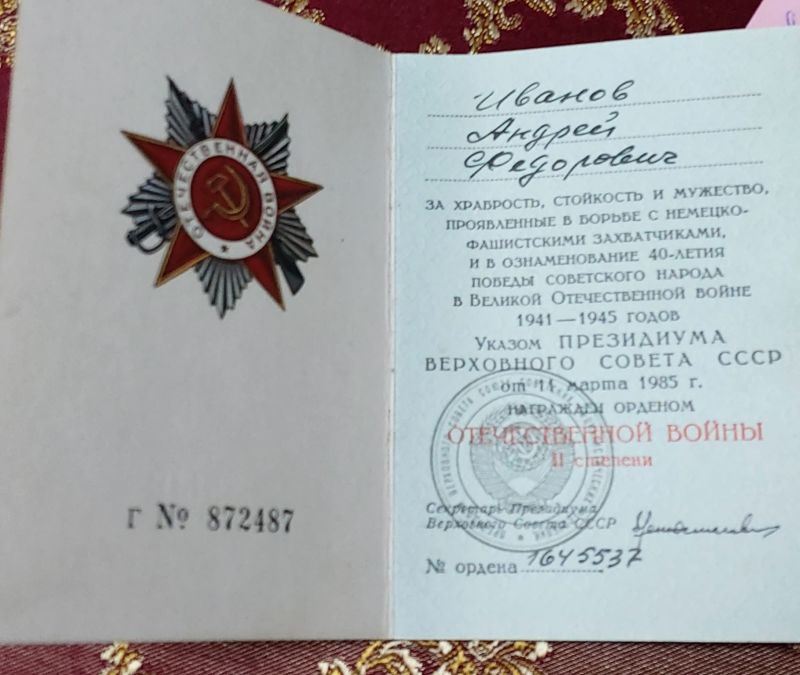 ОТЕЧЕСТВЕННАЯ ВОЙНА
Г № 872487
Иванов
Андрей
Федорович
ЗА ХРАБРОСТЬ, СТОЙКОСТЬ И МУЖЕСТВО,
ПРОЯВЛЕННЫЕ В БОРЬБЕ С НЕМЕЦКО-
ФАШИСТСКИМИ ЗАХВАТЧИКАМИ,
И В ОЗНАМЕНОВАНИЕ 40-ЛЕТИЯ
ПОБЕДЫ СОВЕТСКОГО НАРОДА
В ВЕЛИКОЙ ОТЕЧЕСТВЕННОЙ ВОЙНЕ
1941—1945 ГОДОВ
УКАЗОМ ПРЕЗИДИУМА
ВЕРХОВНОГО СОВЕТА СССР
от 11 марта 1985 г.
НАГРАЖДЕН ОРДЕНОМ
ОТЕЧЕСТВЕННОЙ ВОЙНЫ
II степени
Секретарь Президиума
Верховного Совета СССР
№ ордена 1645537